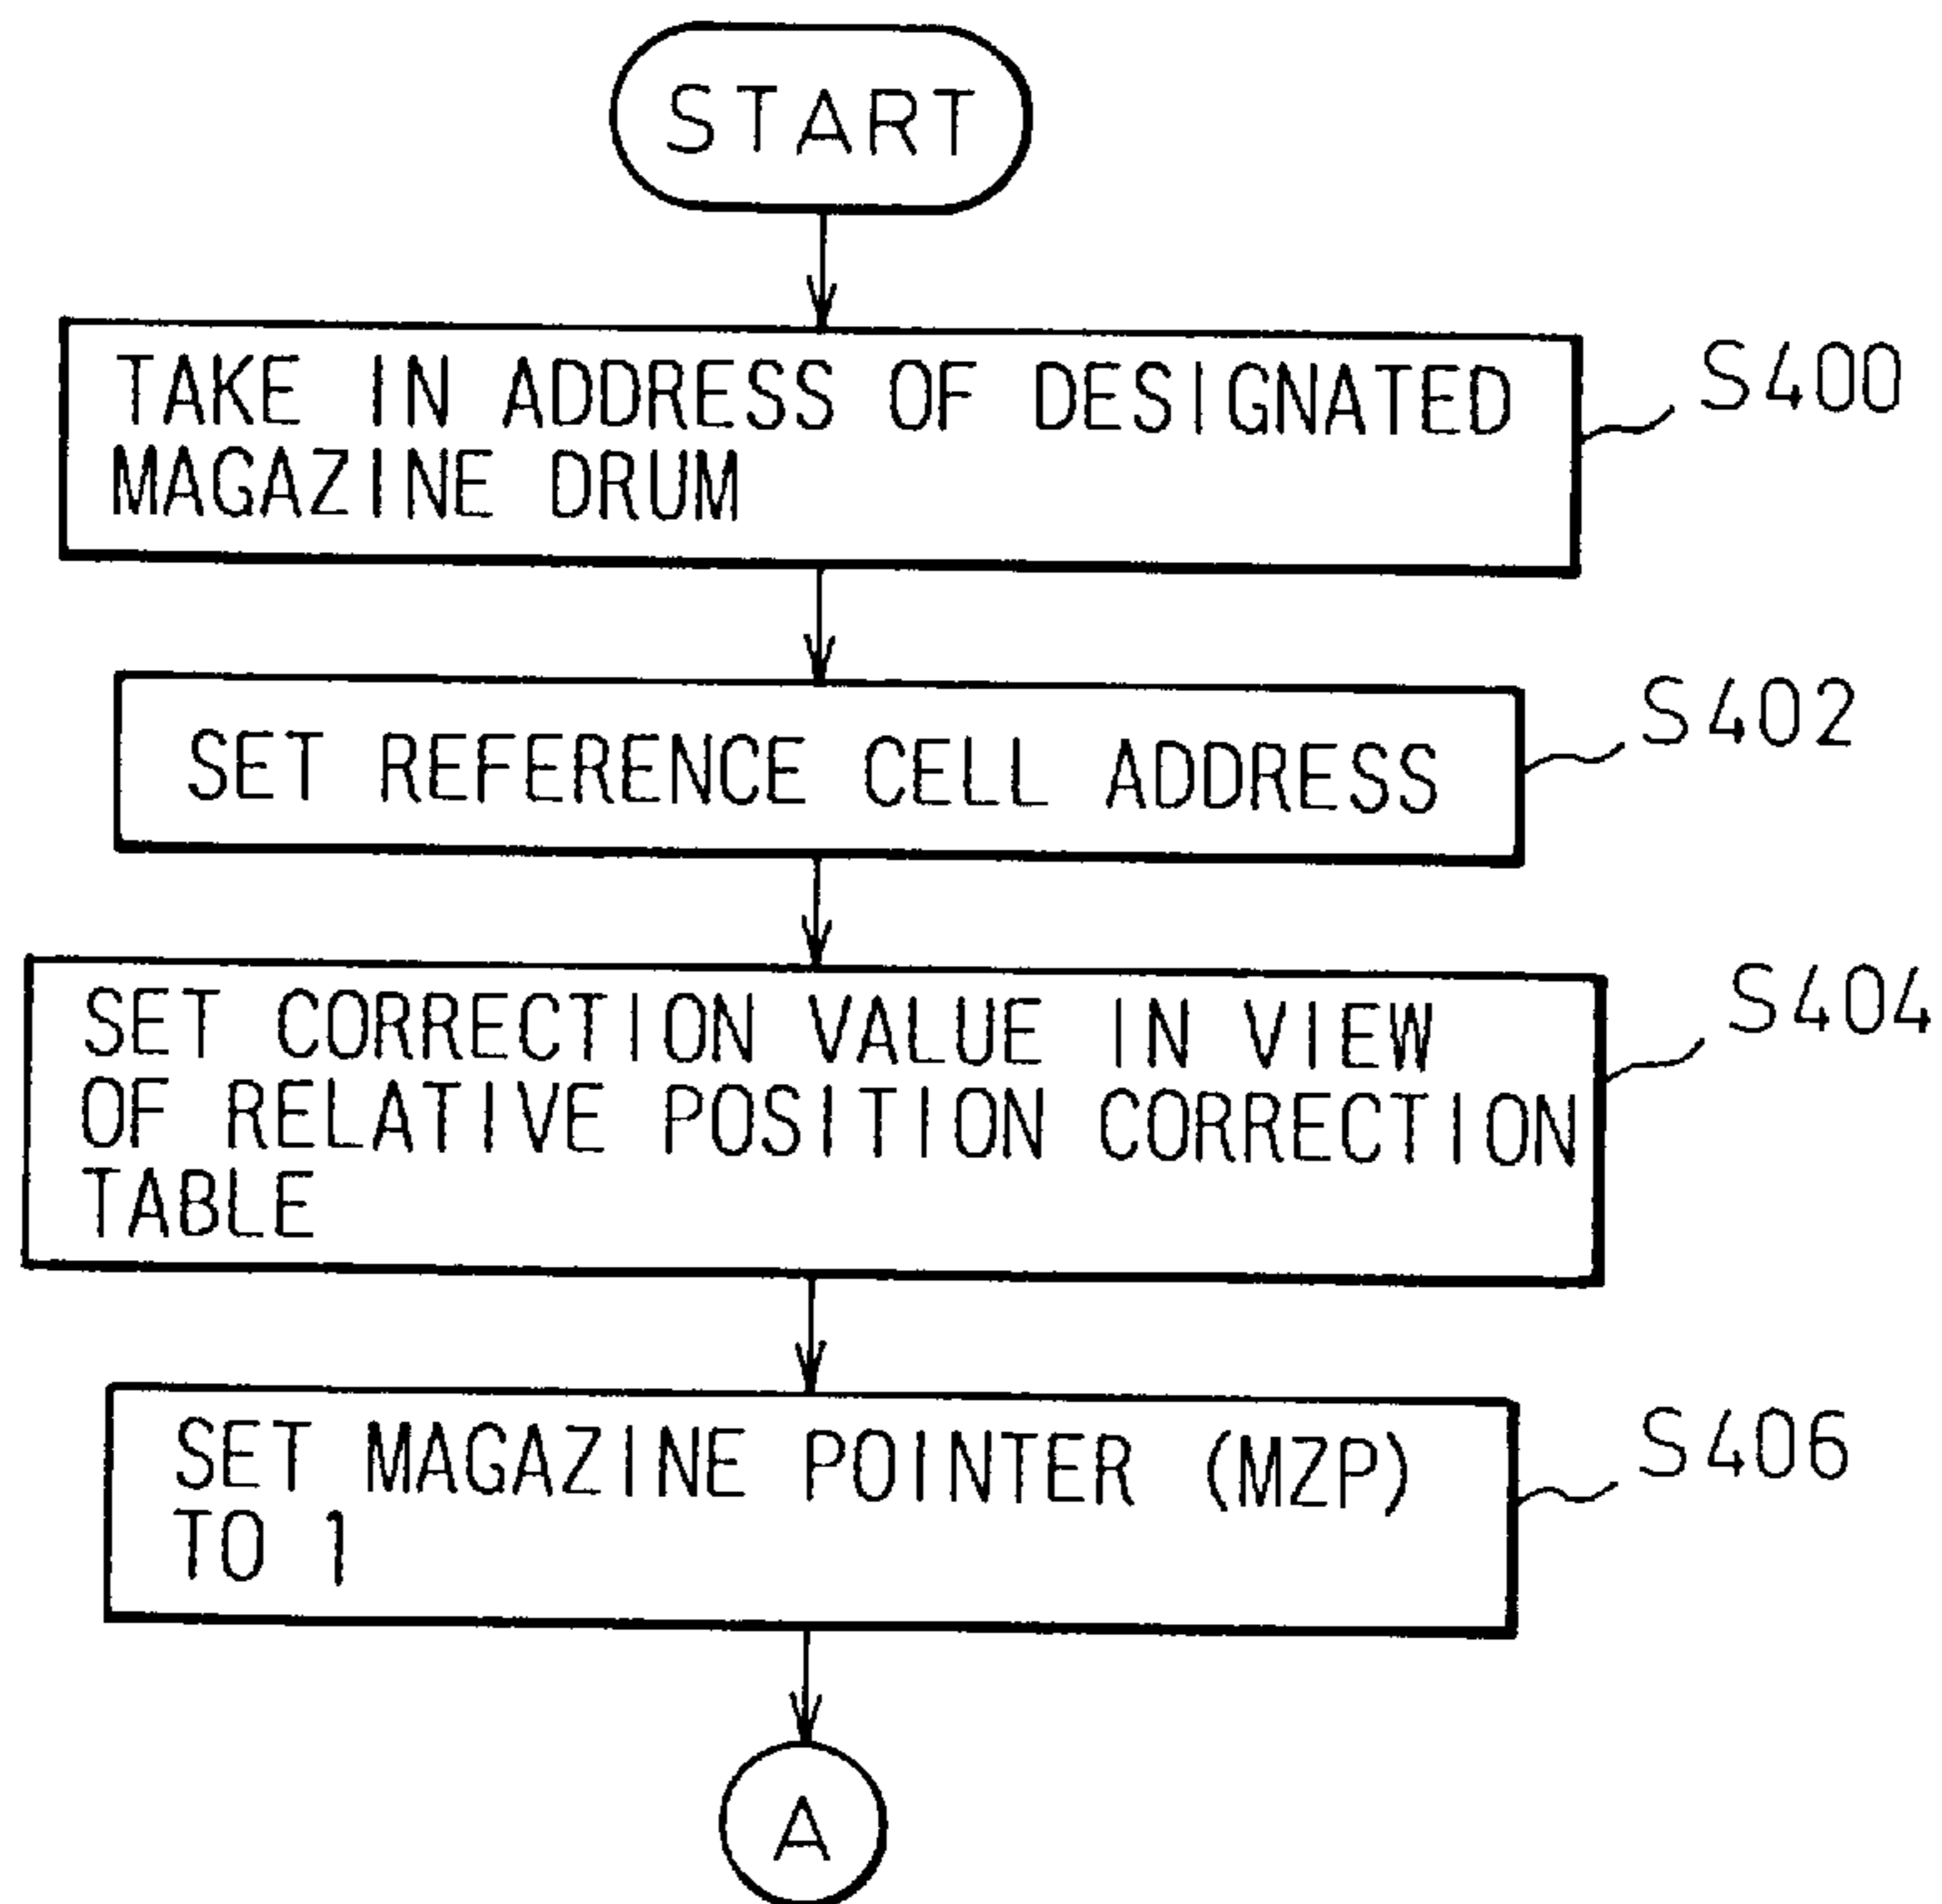 START
TAKE IN ADDRESS OF DESIGNATED
MAGAZINE DRUM
S400
SET REFERENCE CELL ADDRESS
S402
SET CORRECTION VALUE IN VIEW
OF RELATIVE POSITION CORRECTION
TABLE
S404
SET MAGAZINE POINTER (MZP)
TO 1
S406
A